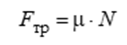 Fтр = μ · N